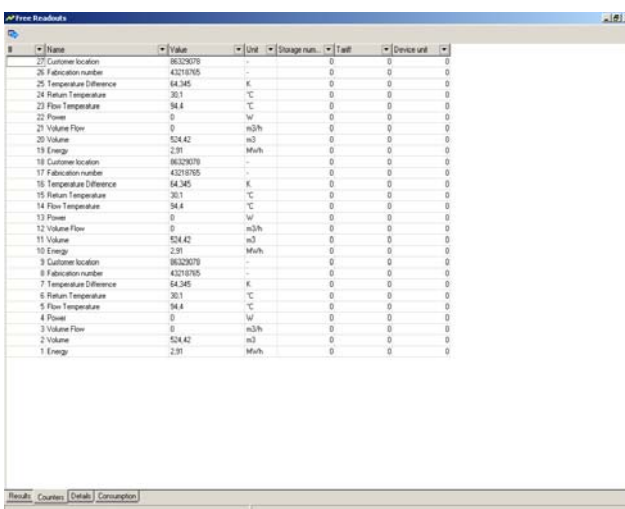 Free Readouts
# Name Value Unit Storage num... Tariff Device unit
27 Customer location 86329078 - 0 0 0
26 Fabrication number 43218765 - 0 0 0
25 Temperature Difference 64,345 K 0 0 0
24 Return Temperature 30,1 °C 0 0 0
23 Flow Temperature 94,4 °C 0 0 0
22 Power 0 W 0 0 0
21 Volume Flow 0 m3/h 0 0 0
20 Volume 524,42 m3 0 0 0
19 Energy 2,91 MWh 0 0 0
18 Customer location 86329078 - 0 0 0
17 Fabrication number 43218765 - 0 0 0
16 Temperature Difference 64,345 K 0 0 0
15 Return Temperature 30,1 °C 0 0 0
14 Flow Temperature 94,4 °C 0 0 0
13 Power 0 W 0 0 0
12 Volume Flow 0 m3/h 0 0 0
11 Volume 524,42 m3 0 0 0
10 Energy 2,91 MWh 0 0 0
9 Customer location 86329078 - 0 0 0
8 Fabrication number 43218765 - 0 0 0
7 Temperature Difference 64,345 K 0 0 0
6 Return Temperature 30,1 °C 0 0 0
5 Flow Temperature 94,4 °C 0 0 0
4 Power 0 W 0 0 0
3 Volume Flow 0 m3/h 0 0 0
2 Volume 524,42 m3 0 0 0
1 Energy 2,91 MWh 0 0 0
Results Counters Details Consumption